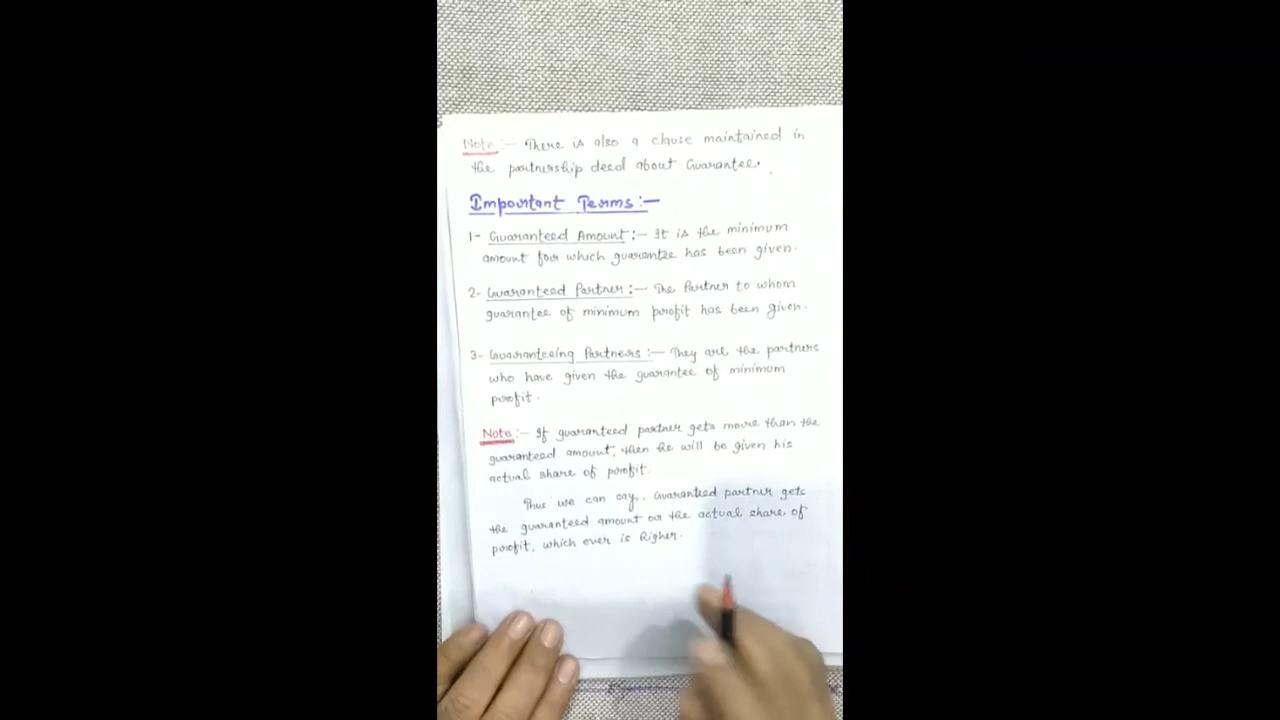 Note :- There is also a clause maintained in
the partnership deed about Guarantee.
Important Terms :-
1- Guaranteed Amount :- It is the minimum
amount for which guarantee has been given.
2- Guaranteed Partner :- The Partner to whom
guarantee of minimum profit has been given.
3- Guaranteeing Partners :- They are the partners
who have given the guarantee of minimum
profit.
Note :- If guaranteed partner gets more than the
guaranteed amount, then he will be given his
actual share of profit.
Thus we can say, Guaranteed partner gets
the guaranteed amount or the actual share of
profit, which ever is higher.